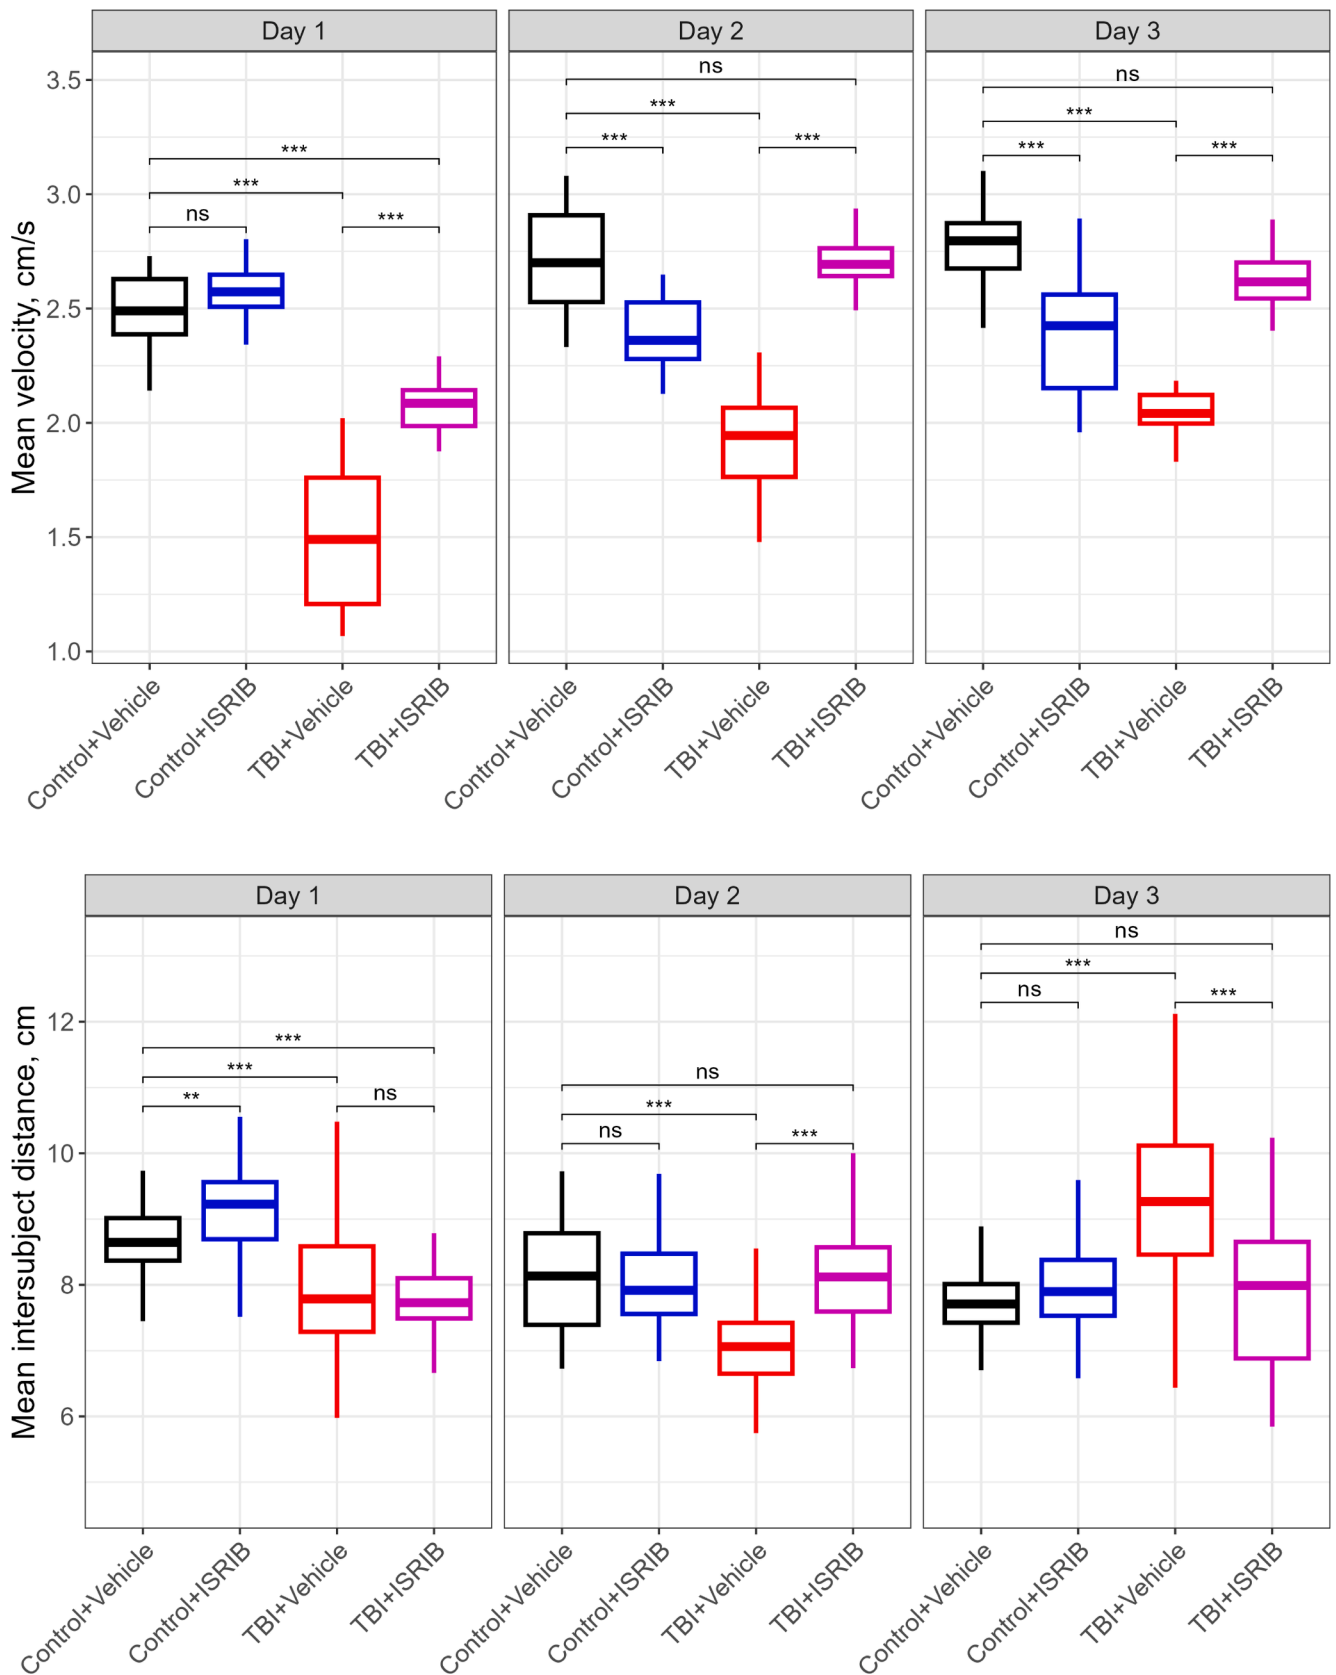 Day 1
Day 2
Day 3
Mean velocity, cm/s
3.5
3.0
2.5
2.0
1.5
1.0
***
***
ns
***
ns
***
***
***
ns
***
***
***
Control+Vehicle
Control+ISRIB
TBI+Vehicle
TBI+ISRIB
Control+Vehicle
Control+ISRIB
TBI+Vehicle
TBI+ISRIB
Control+Vehicle
Control+ISRIB
TBI+Vehicle
TBI+ISRIB
Day 1
Day 2
Day 3
Mean intersubject distance, cm
12
10
8
6
***
***
**
ns
ns
***
ns
***
ns
***
ns
***
Control+Vehicle
Control+ISRIB
TBI+Vehicle
TBI+ISRIB
Control+Vehicle
Control+ISRIB
TBI+Vehicle
TBI+ISRIB
Control+Vehicle
Control+ISRIB
TBI+Vehicle
TBI+ISRIB